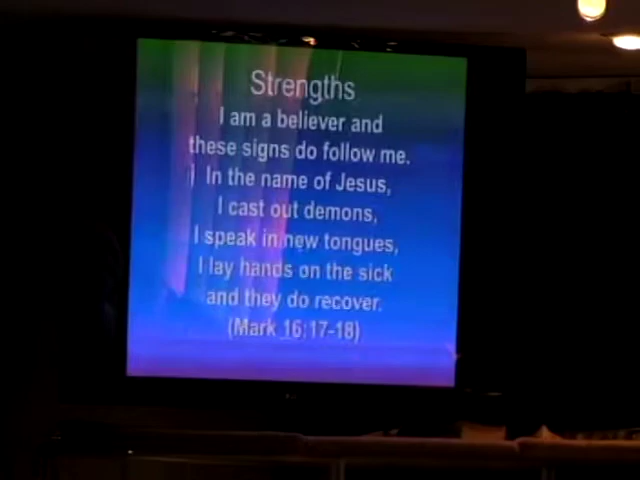 Strengths
I am a believer and
these signs do follow me.
In the name of Jesus,
I cast out demons,
I speak in new tongues,
I lay hands on the sick
and they do recover.
(Mark 16:17-18)